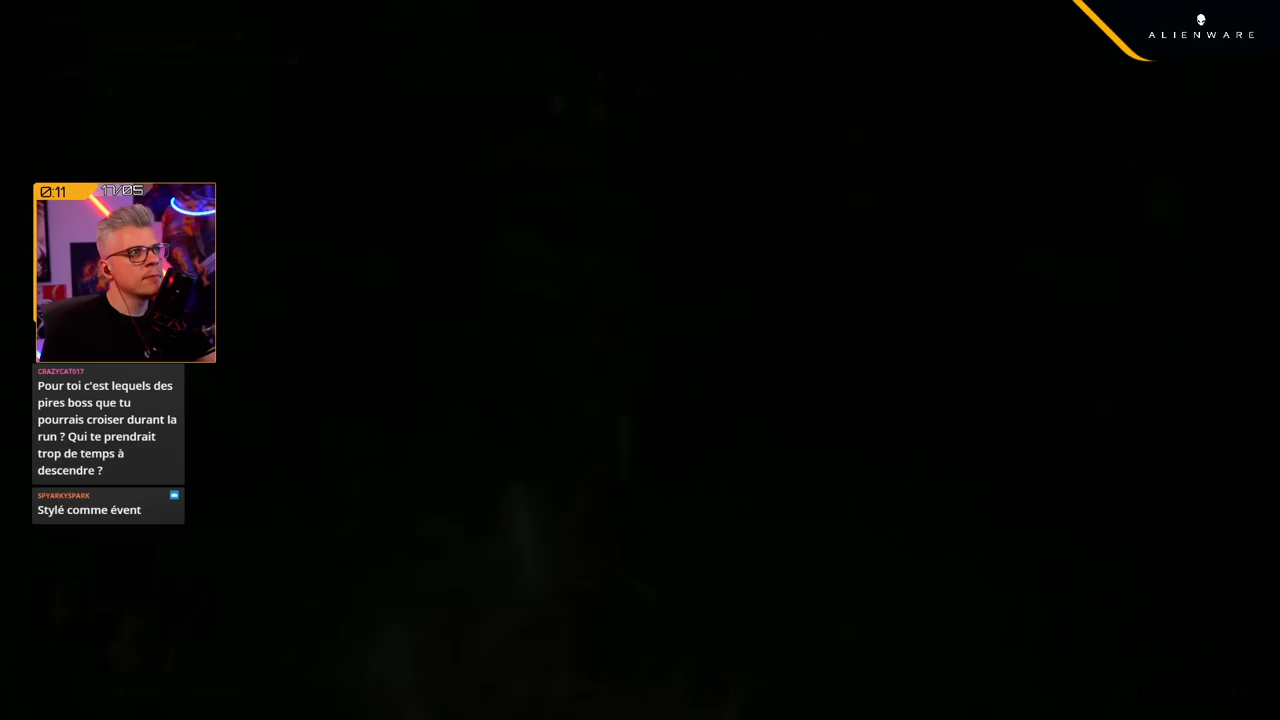 ALIENWARE
0:11 17/05
CRAZYCAT017
Pour toi c'est lequels des
pires boss que tu
pourrais croiser durant la
run ? Qui te prendrait
trop de temps à
descendre ?
SPYARKYSPARK
Stylé comme évent